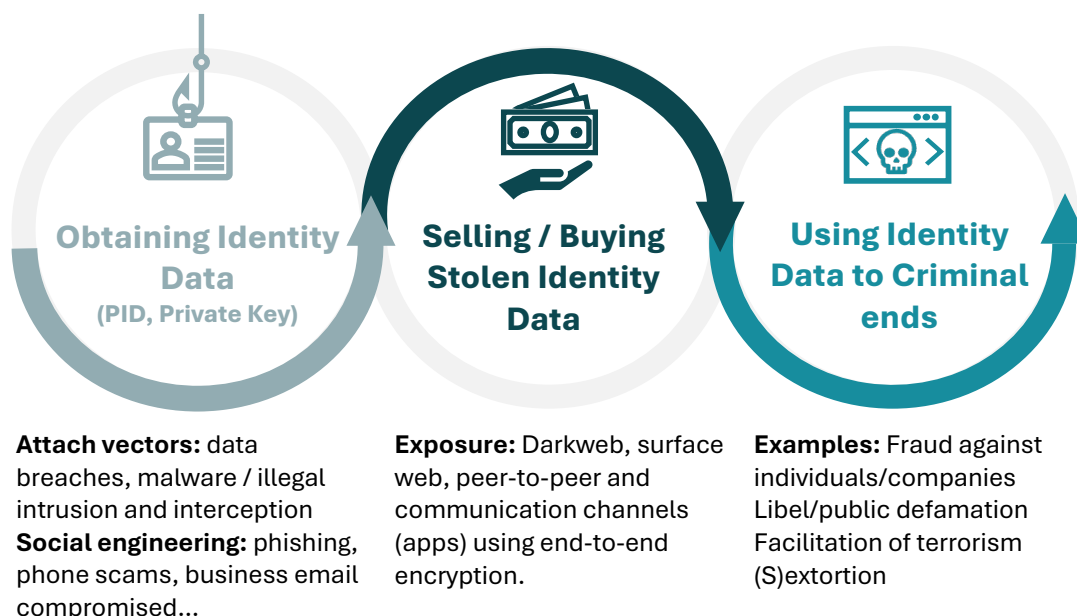 Obtaining Identity
Data
(PID, Private Key)
Selling / Buying
Stolen Identity
Data
Using Identity
Data to Criminal
ends
Attach vectors: data
breaches, malware / illegal
intrusion and interception
Social engineering: phishing,
phone scams, business email
compromised...
Exposure: Darkweb, surface
web, peer-to-peer and
communication channels
(apps) using end-to-end
encryption.
Examples: Fraud against
individuals/companies
Libel/public defamation
Facilitation of terrorism
(S)extortion